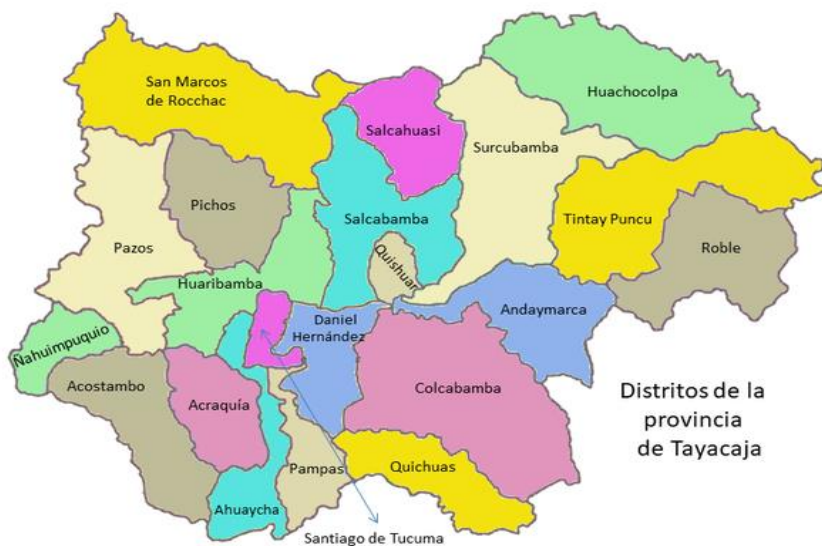 San Marcos
de Rocchac
Huachocolpa
Salcahuasi
Surcubamba
Pichos
Salcabamba
Tintay Puncu
Pazos
Quishuar
Roble
Huaribamba
Andaymarca
Daniel
Hernández
Ñahuimpuquio
Acostambo
Acraquía
Colcabamba
Distritos de la
provincia
de Tayacaja
Pampas
Quichuas
Ahuaycha
Santiago de Tucuma